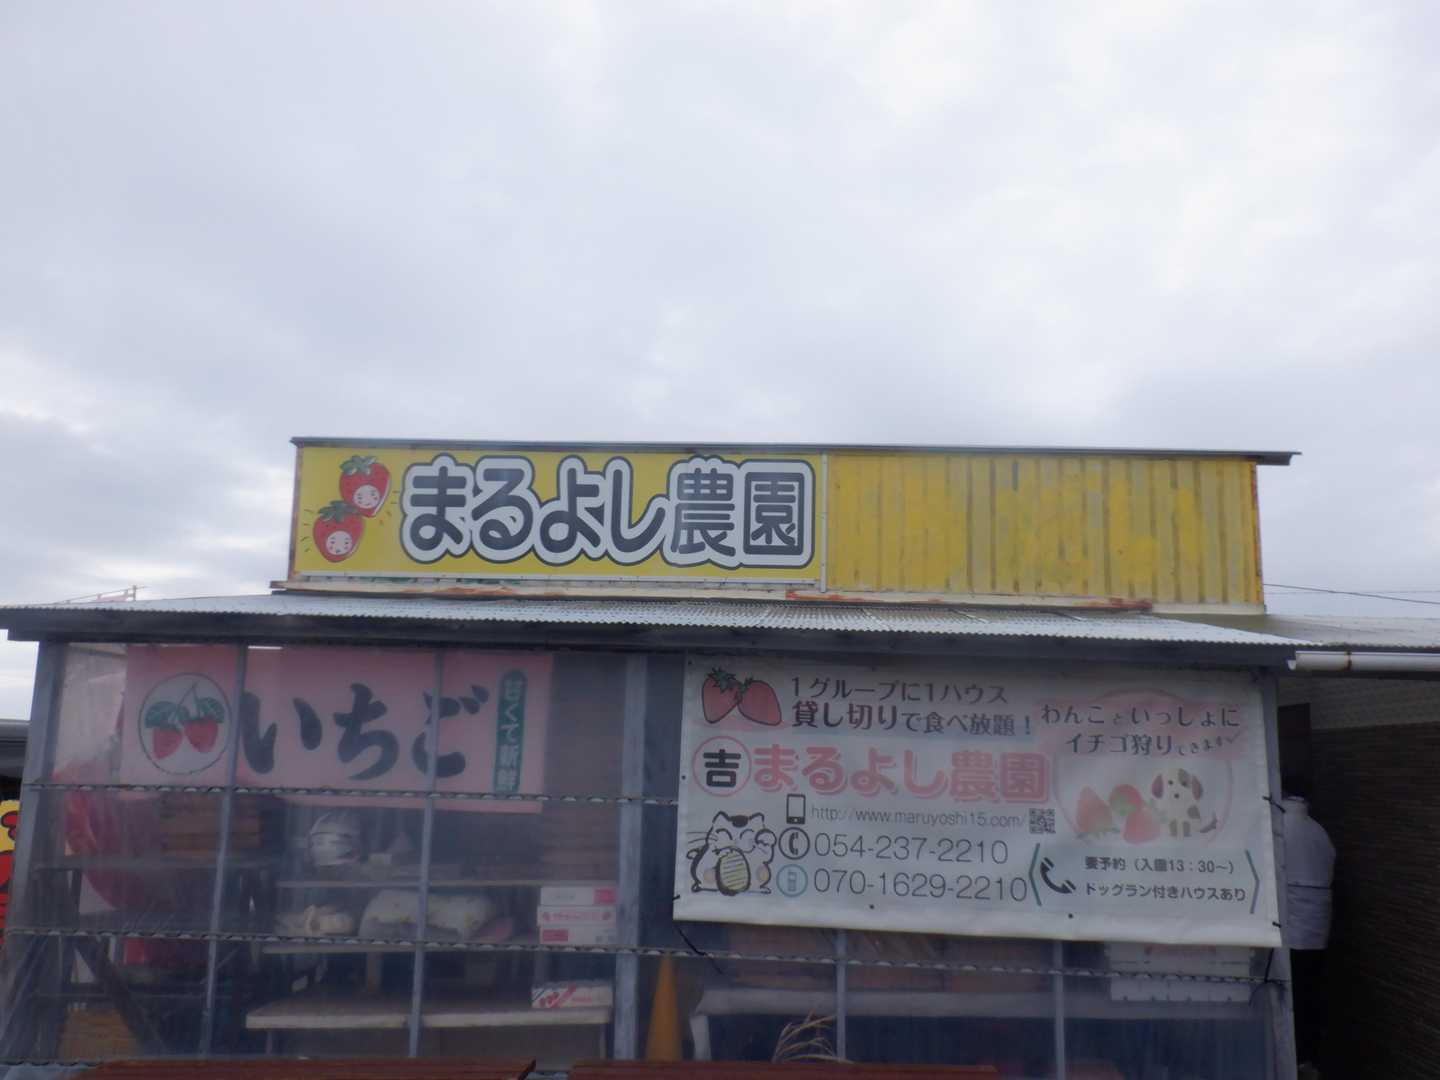 まるよし農園
いちご
甘くて新鮮
1グループに1ハウス
貸し切りで食べ放題！
わんこといっしょに
イチゴ狩りできます
吉 まるよし農園
http://www.maruyoshi15.com/
054-237-2210
070-1629-2210
要予約（入園13：30～）
ドッグラン付きハウスあり